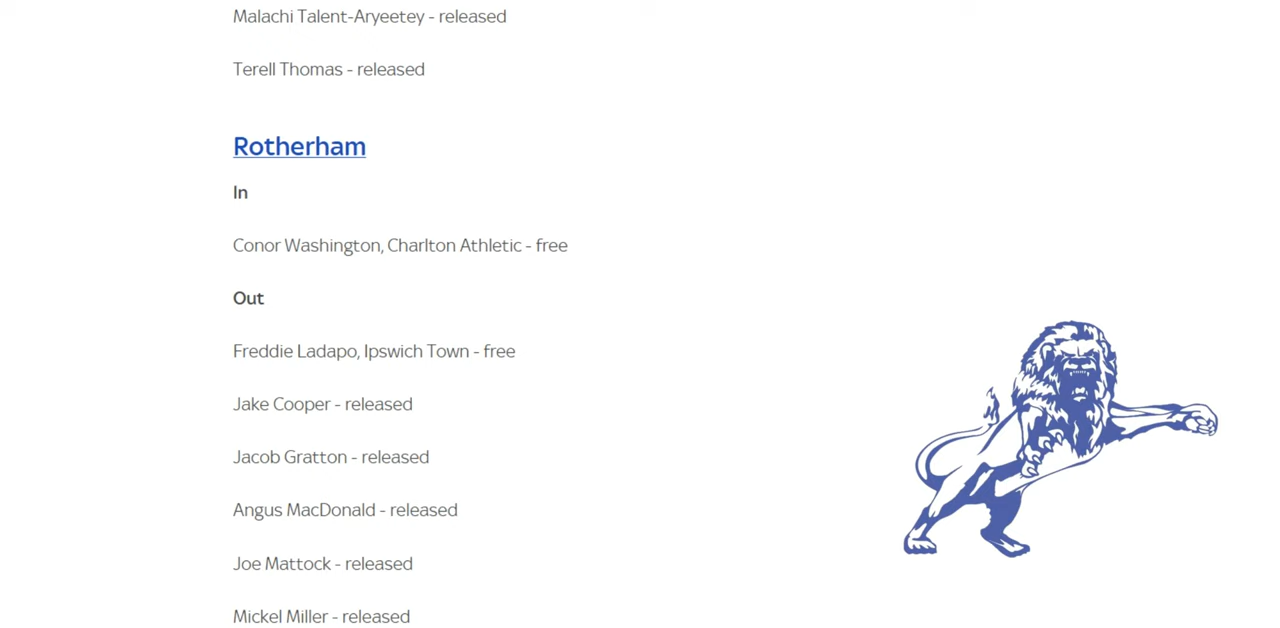 Malachi Talent-Aryeetey - released
Terell Thomas - released
Rotherham
In
Conor Washington, Charlton Athletic - free
Out
Freddie Ladapo, Ipswich Town - free
Jake Cooper - released
Jacob Gratton - released
Angus MacDonald - released
Joe Mattock - released
Mickel Miller - released